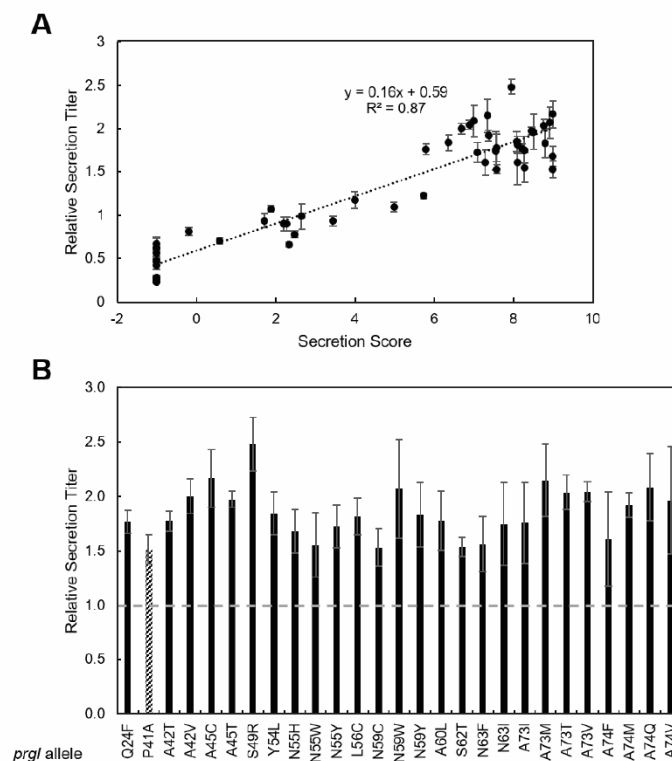 A
y = 0.16x + 0.59
R² = 0.87
Relative Secretion Titer
3
2.5
2
1.5
1
0.5
0
-2 0 2 4 6 8 10
Secretion Score
B
Relative Secretion Titer
3.0
2.5
2.0
1.5
1.0
0.5
0.0
prgI allele
Q24F
P41A
A42T
A42V
A45C
A45T
S49R
Y54L
N55H
N55W
N55Y
L56C
N59C
N59W
N59Y
A60L
S62T
N63F
N63I
A73I
A73M
A73T
A73V
A74F
A74M
A74Q